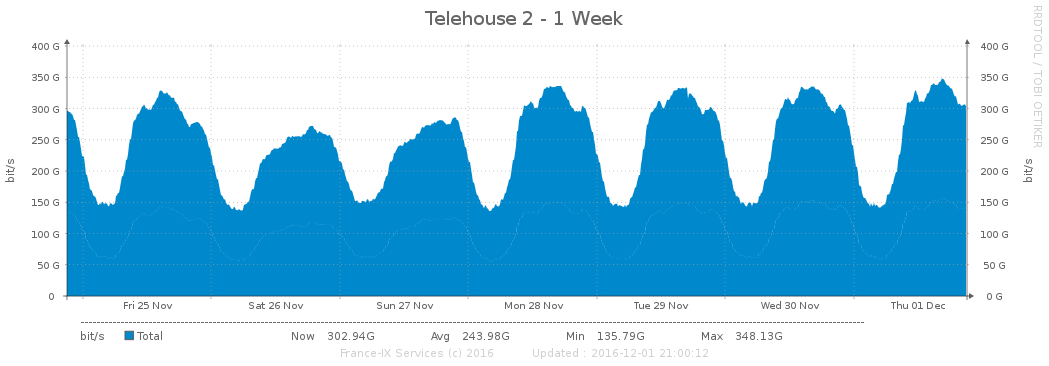 Telehouse 2 - 1 Week
RRDTOOL / TOBI OETIKER
400 G 400 G
350 G 350 G
300 G 300 G
250 G 250 G
200 G 200 G
150 G 150 G
100 G 100 G
50 G 50 G
0 0 G
bit/s bit/s
Fri 25 Nov Sat 26 Nov Sun 27 Nov Mon 28 Nov Tue 29 Nov Wed 30 Nov Thu 01 Dec
bit/s Total Now 302.94G Avg 243.98G Min 135.79G Max 348.13G
France-IX Services (c) 2016 Updated : 2016-12-01 21:00:12